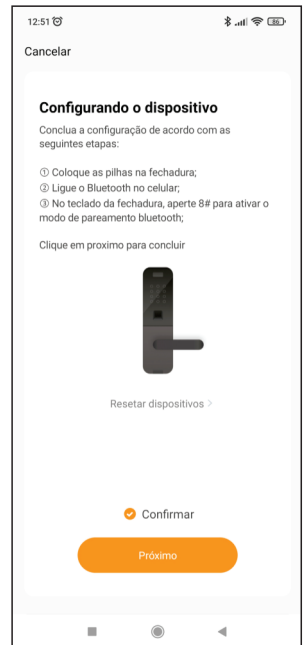 12:51
86
Cancelar
Configurando o dispositivo
Conclua a configuração de acordo com as
seguintes etapas:
① Coloque as pilhas na fechadura;
② Ligue o Bluetooth no celular;
③ No teclado da fechadura, aperte 8# para ativar o
modo de pareamento bluetooth;
Clique em proximo para concluir
Resetar dispositivos >
Confirmar
Próximo